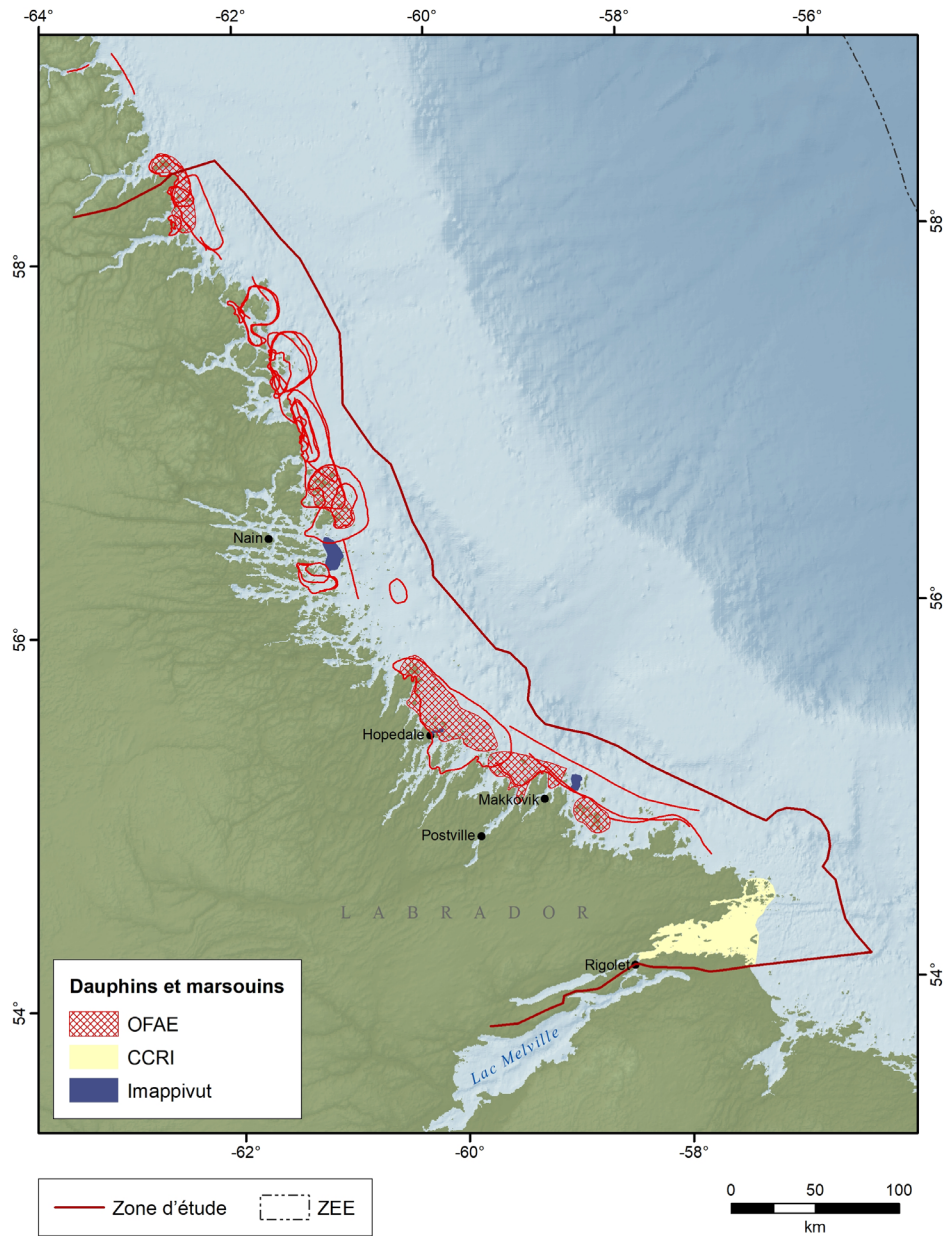 -64° -62° -60° -58° -56°
58°
58°
Nain
56°
56°
Hopedale
Makkovik
Postville
LABRADOR
Rigolet
54°
54°
Lac Melville
Dauphins et marsouins
OFAE
CCRI
Imappivut
-62° -60° -58°
Zone d'étude
ZEE
0 50 100
km